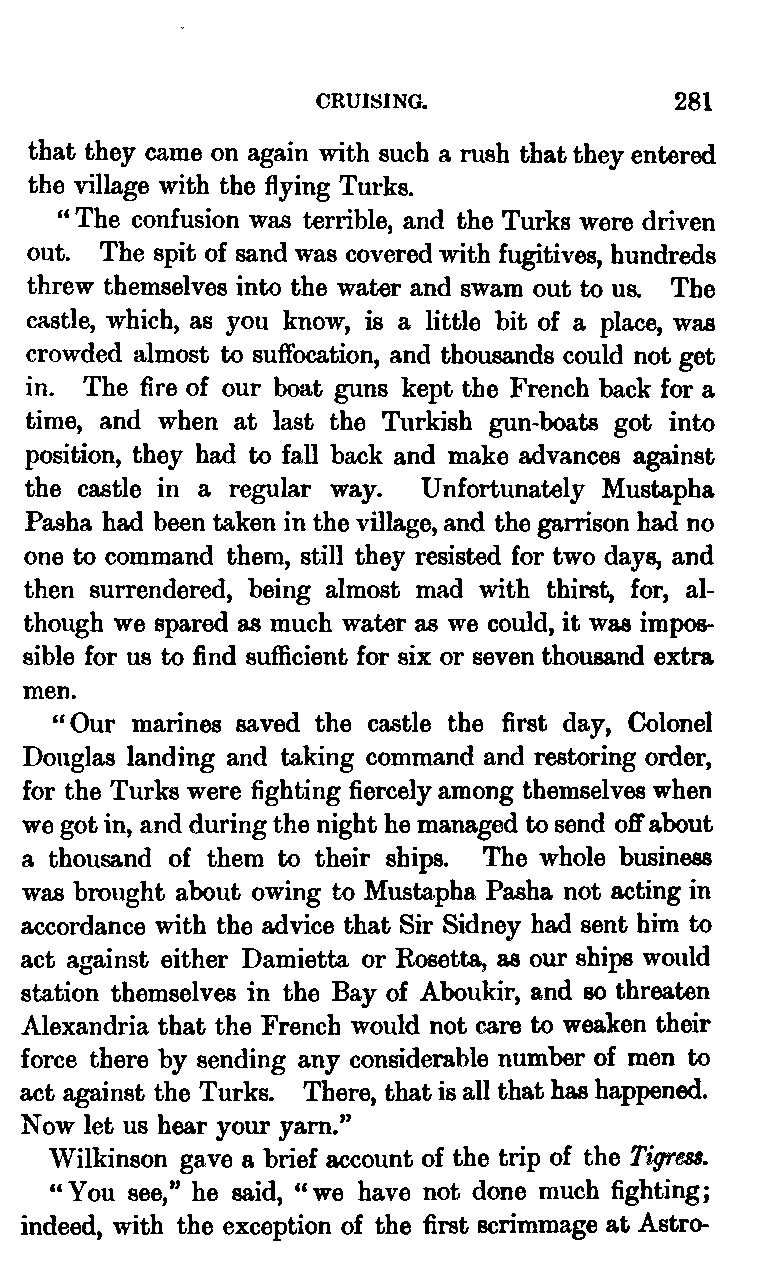 CRUISING. 281
that they came on again with such a rush that they entered
the village with the flying Turks.
"The confusion was terrible, and the Turks were driven
out. The spit of sand was covered with fugitives, hundreds
threw themselves into the water and swam out to us. The
castle, which, as you know, is a little bit of a place, was
crowded almost to suffocation, and thousands could not get
in. The fire of our boat guns kept the French back for a
time, and when at last the Turkish gun-boats got into
position, they had to fall back and make advances against
the castle in a regular way. Unfortunately Mustapha
Pasha had been taken in the village, and the garrison had no
one to command them, still they resisted for two days, and
then surrendered, being almost mad with thirst, for, al-
though we spared as much water as we could, it was impos-
sible for us to find sufficient for six or seven thousand extra
men.
"Our marines saved the castle the first day, Colonel
Douglas landing and taking command and restoring order,
for the Turks were fighting fiercely among themselves when
we got in, and during the night he managed to send off about
a thousand of them to their ships. The whole business
was brought about owing to Mustapha Pasha not acting in
accordance with the advice that Sir Sidney had sent him to
act against either Damietta or Rosetta, as our ships would
station themselves in the Bay of Aboukir, and so threaten
Alexandria that the French would not care to weaken their
force there by sending any considerable number of men to
act against the Turks. There, that is all that has happened.
Now let us hear your yarn."
Wilkinson gave a brief account of the trip of the Tigress.
"You see," he said, "we have not done much fighting;
indeed, with the exception of the first scrimmage at Astro-